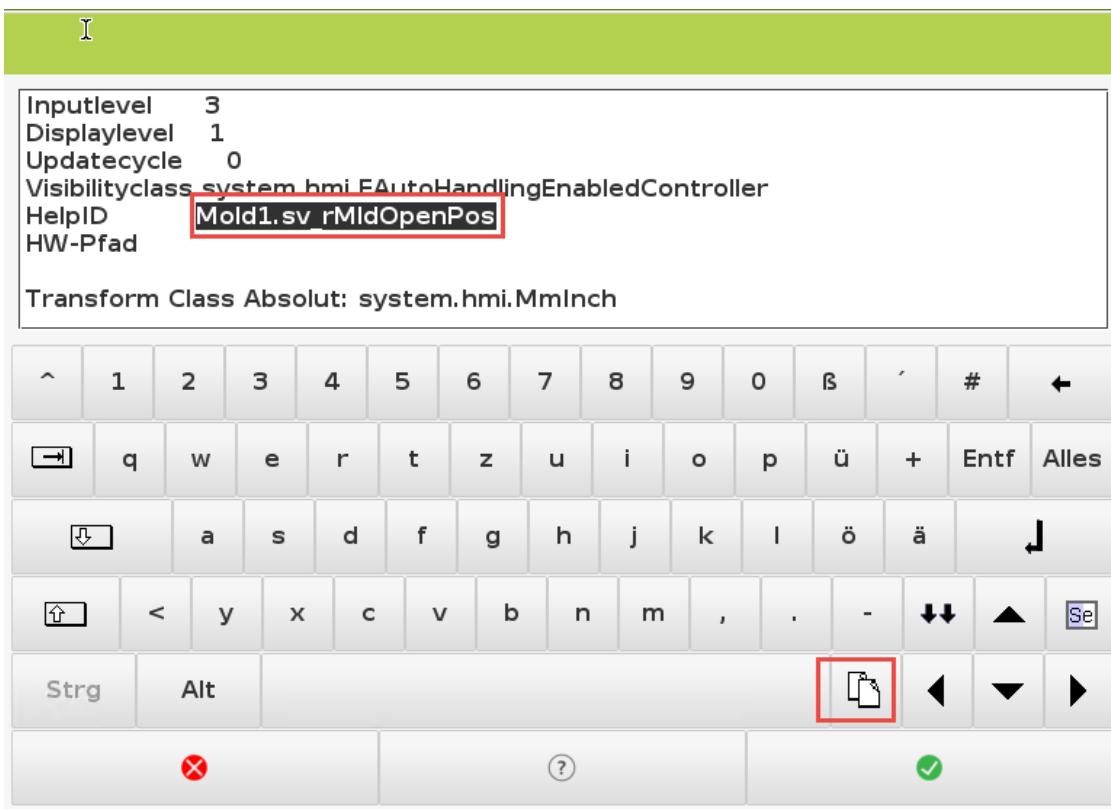 Inputlevel 3
Displaylevel 1
Updatecycle 0
Visibilityclass system.hmi.EAutoHandlingEnabledController
HelpID Mold1.sv_rMldOpenPos
HW-Pfad
Transform Class Absolut: system.hmi.MmInch
^ 1 2 3 4 5 6 7 8 9 0 ß ´ #
q w e r t z u i o p ü + Entf Alles
a s d f g h j k l ö ä
< y x c v b n m , . - Se
Strg Alt
?